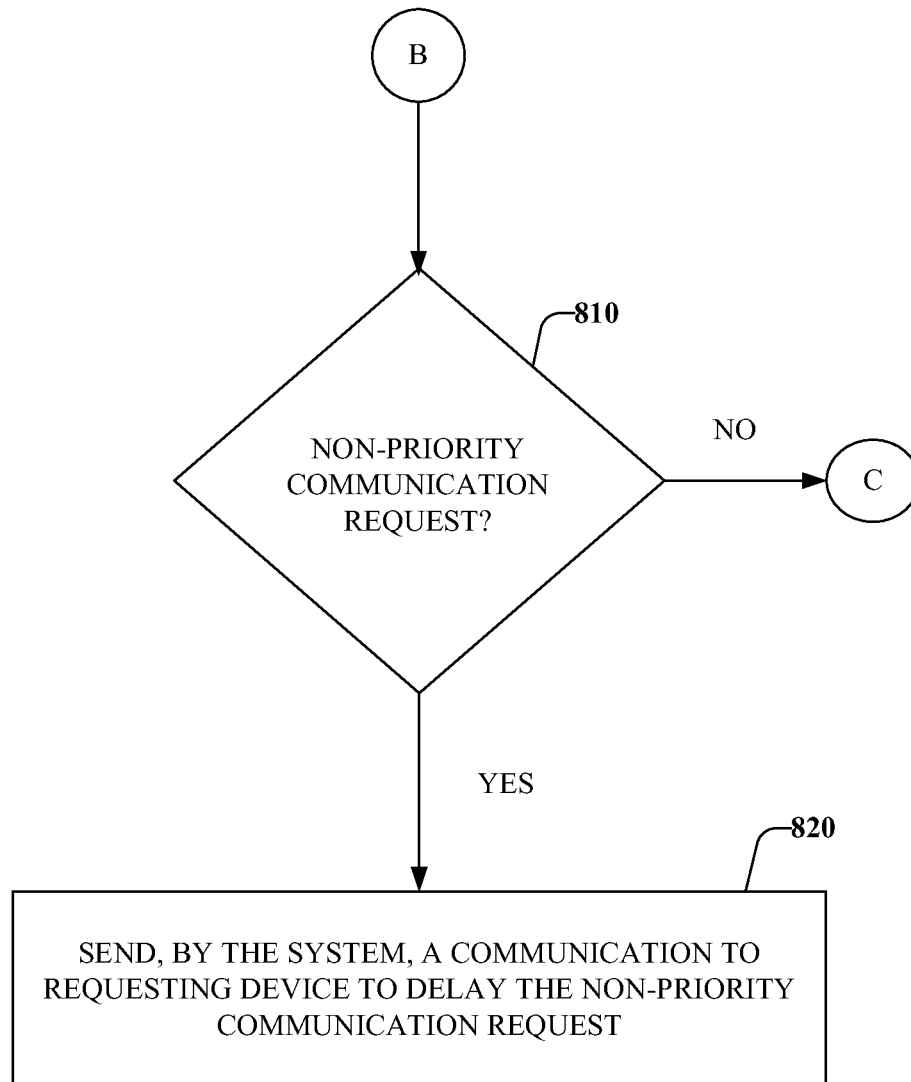 B
810
NON-PRIORITY
COMMUNICATION
REQUEST?
NO
C
YES
820
SEND, BY THE SYSTEM, A COMMUNICATION TO
REQUESTING DEVICE TO DELAY THE NON-PRIORITY
COMMUNICATION REQUEST